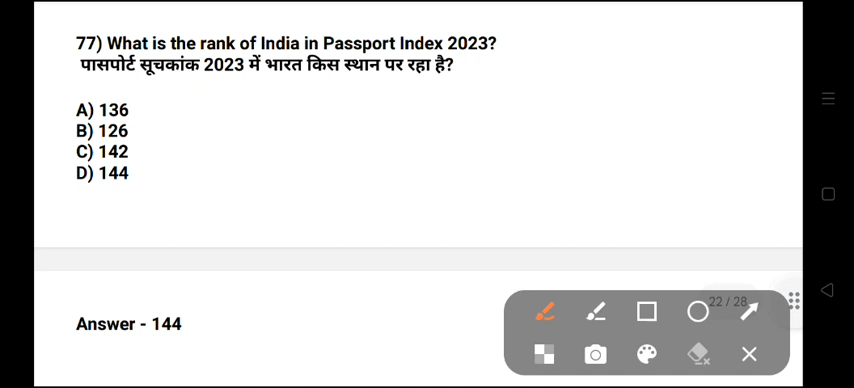 77) What is the rank of India in Passport Index 2023?
पासपोर्ट सूचकांक 2023 में भारत किस स्थान पर रहा है?
A) 136
B) 126
C) 142
D) 144
22 / 28
Answer - 144